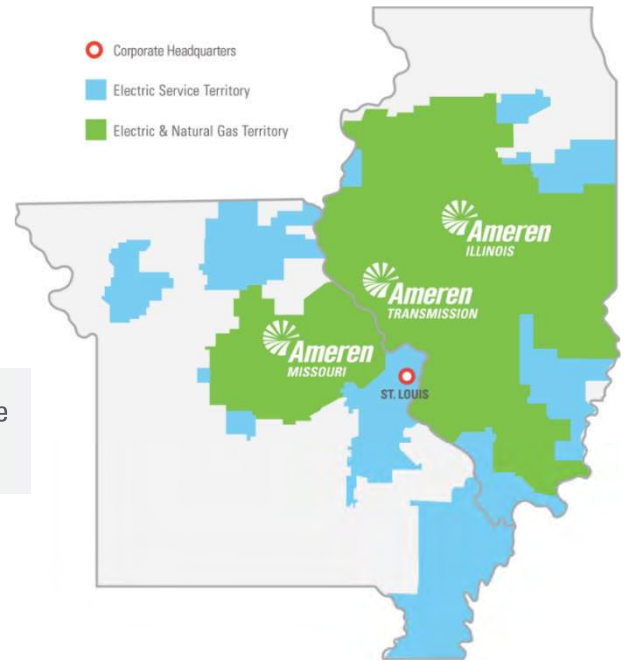 Corporate Headquarters
Electric Service Territory
Electric & Natural Gas Territory
Ameren
ILLINOIS
Ameren
TRANSMISSION
Ameren
MISSOURI
ST. LOUIS
e